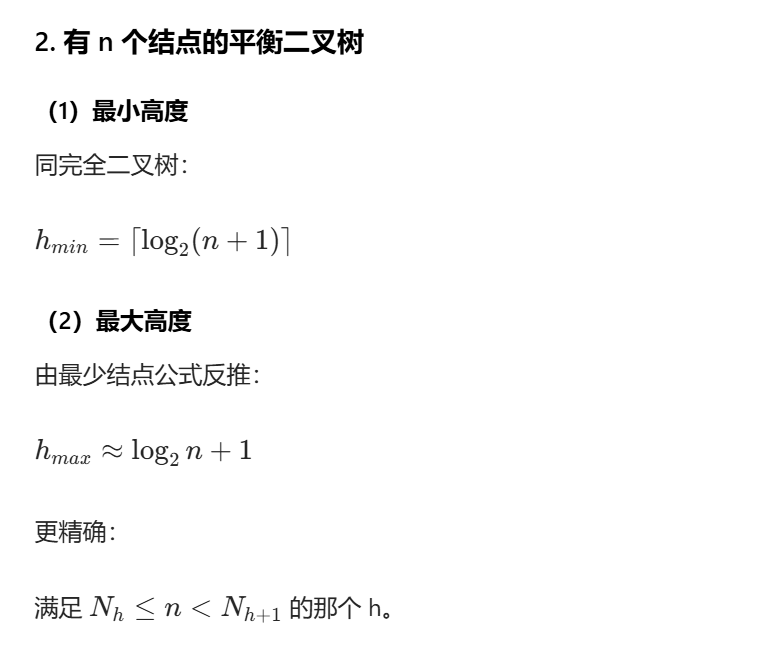 2. 有 n 个结点的平衡二叉树
（1）最小高度
同完全二叉树：
h_{min} = ⌈log₂(n + 1)⌉
（2）最大高度
由最少结点公式反推：
h_{max} ≈ log₂ n + 1
更精确：
满足 N_h ≤ n < N_{h+1} 的那个 h。